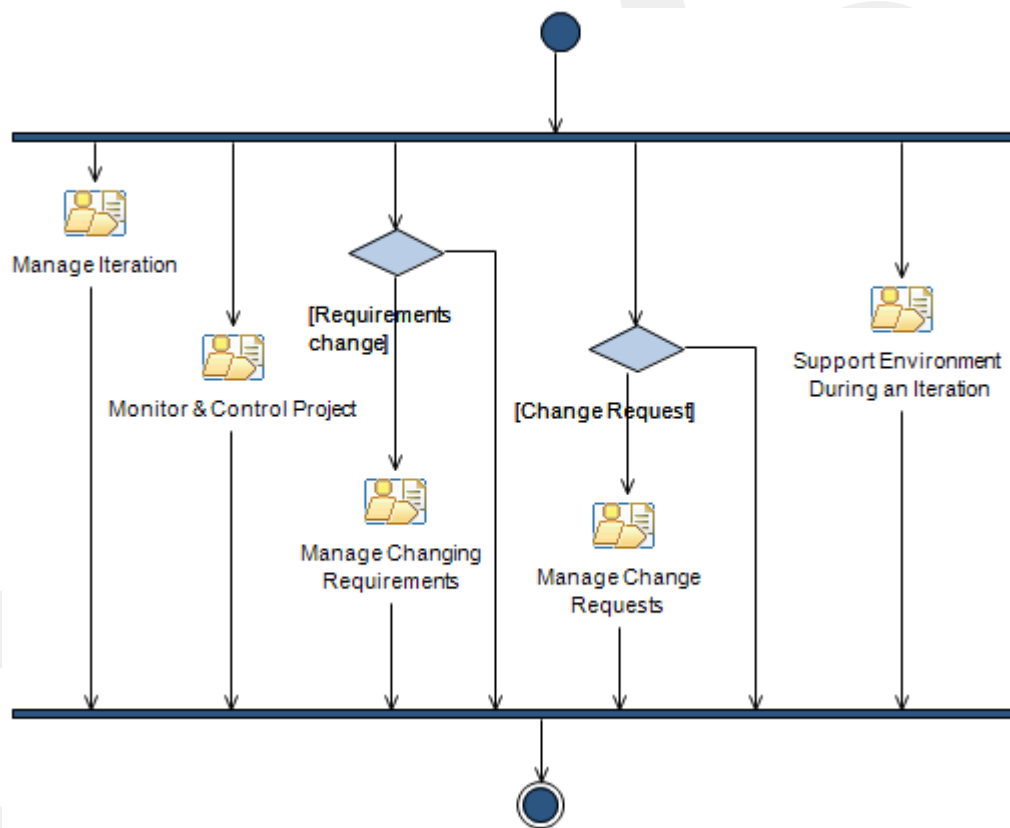 Manage Iteration
[Requirements
change]
Monitor & Control Project
[Change Request]
Support Environment
During an Iteration
Manage Changing
Requirements
Manage Change
Requests